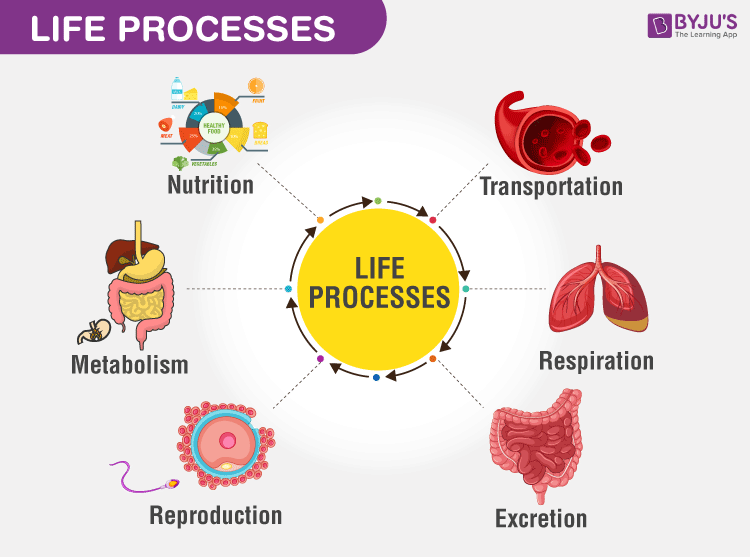 LIFE PROCESSES
BYJU'S
The Learning App
DAIRY
FRUIT
MEAT
HEALTHY
FOOD
BREAD
VEGETABLES
Nutrition
Transportation
LIFE
PROCESSES
Metabolism
Respiration
Reproduction
Excretion